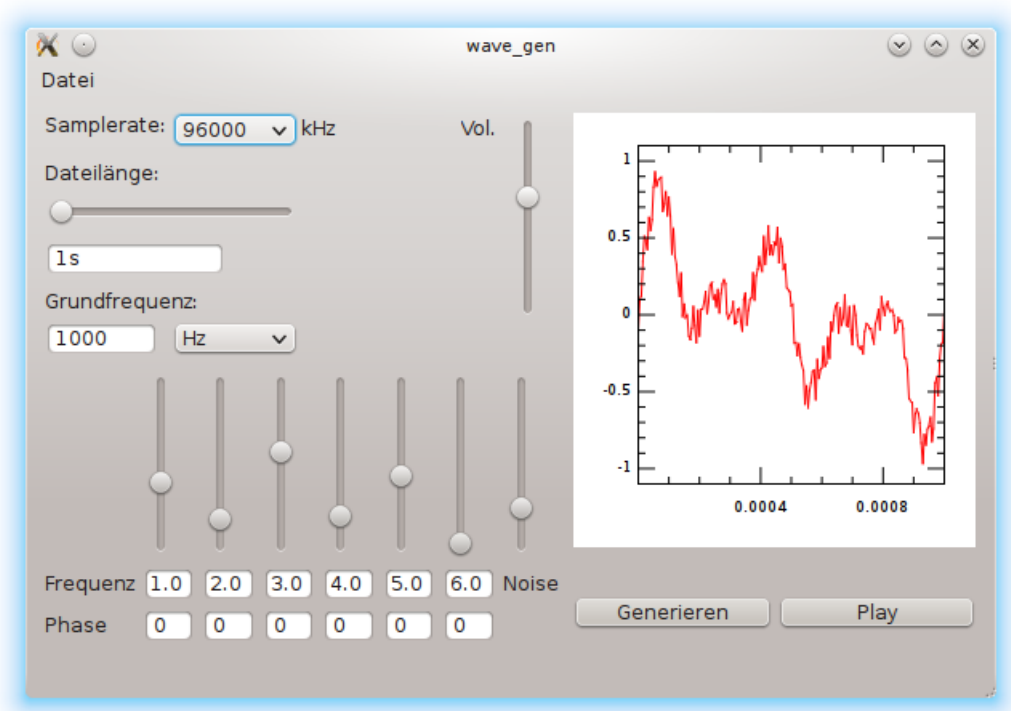 wave_gen
Datei
Samplerate: 96000 kHz
Vol.
Dateilänge:
1s
Grundfrequenz:
1000 Hz
Frequenz 1.0 2.0 3.0 4.0 5.0 6.0 Noise
Phase 0 0 0 0 0 0
1
0.5
0
-0.5
-1
0.0004 0.0008
Generieren Play